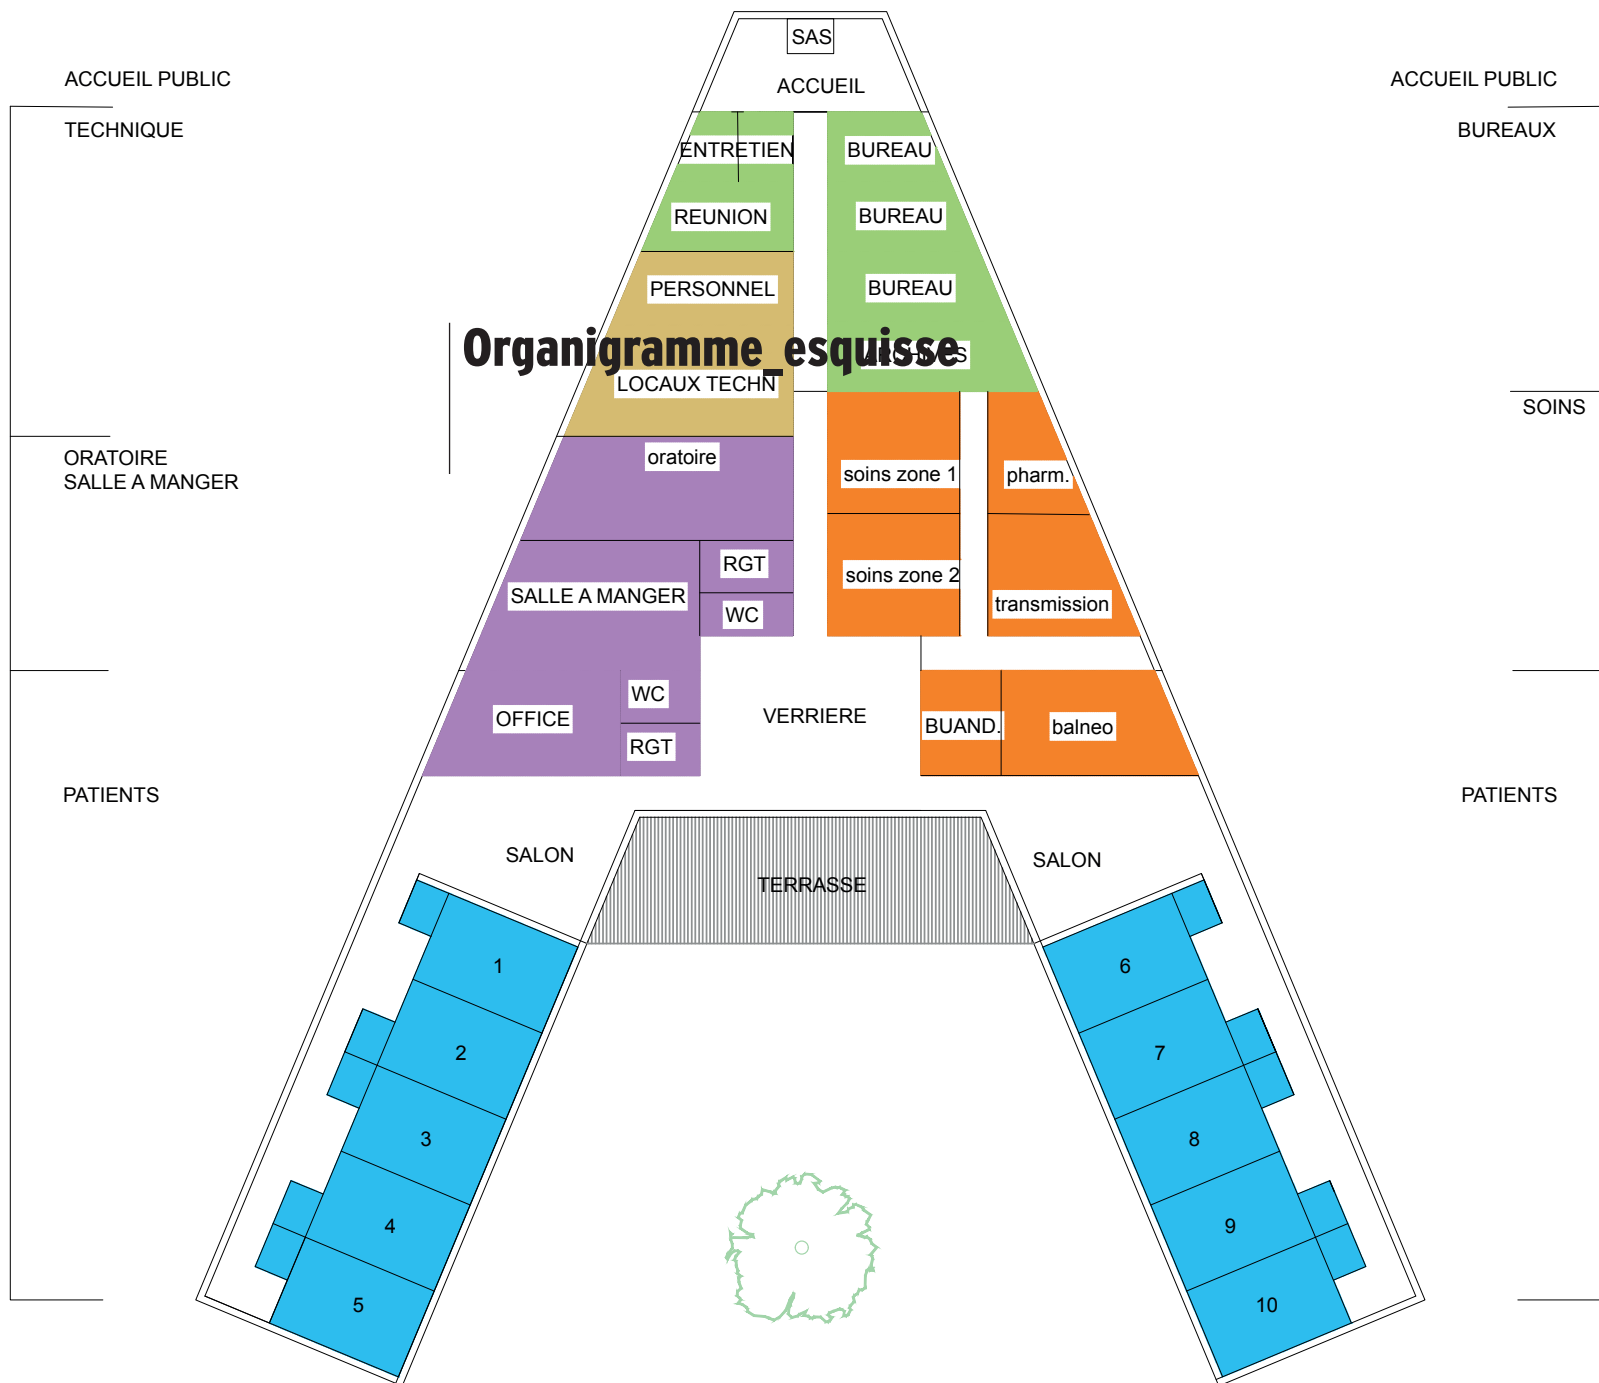 SAS
ACCUEIL PUBLIC
ACCUEIL
ACCUEIL PUBLIC
TECHNIQUE
BUREAUX
ENTRETIEN
BUREAU
REUNION
BUREAU
PERSONNEL
BUREAU
Organigramme_esquisse
ARCHIVES
LOCAUX TECHN
SOINS
ORATOIRE
SALLE A MANGER
oratoire
soins zone 1
pharm.
RGT
soins zone 2
SALLE A MANGER
WC
transmission
WC
OFFICE
VERRIERE
BUAND.
balneo
RGT
PATIENTS
PATIENTS
SALON
SALON
TERRASSE
1
6
2
7
3
8
4
9
5
10